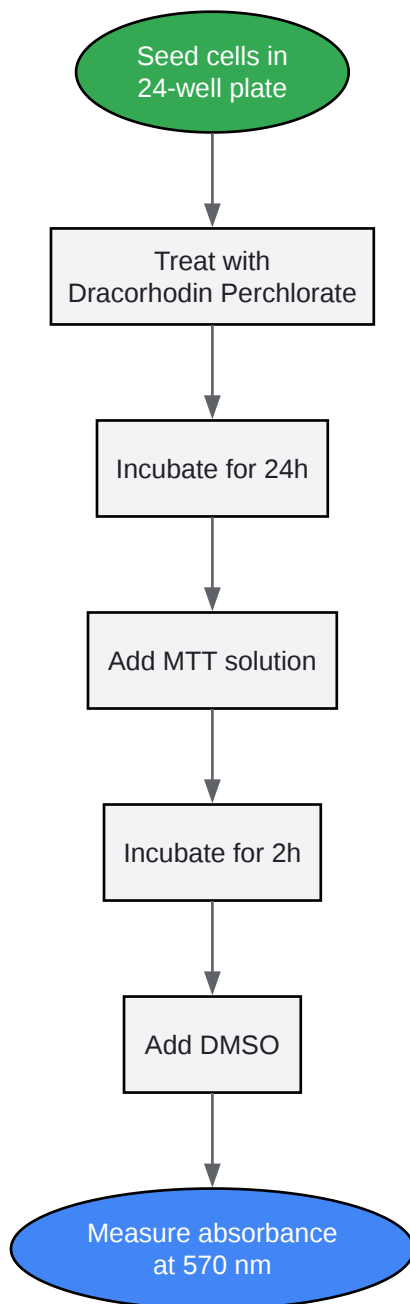 Seed cells in
24-well plate
Treat with
Dracorhodin Perchlorate
Incubate for 24h
Add MTT solution
Incubate for 2h
Add DMSO
Measure absorbance
at 570 nm